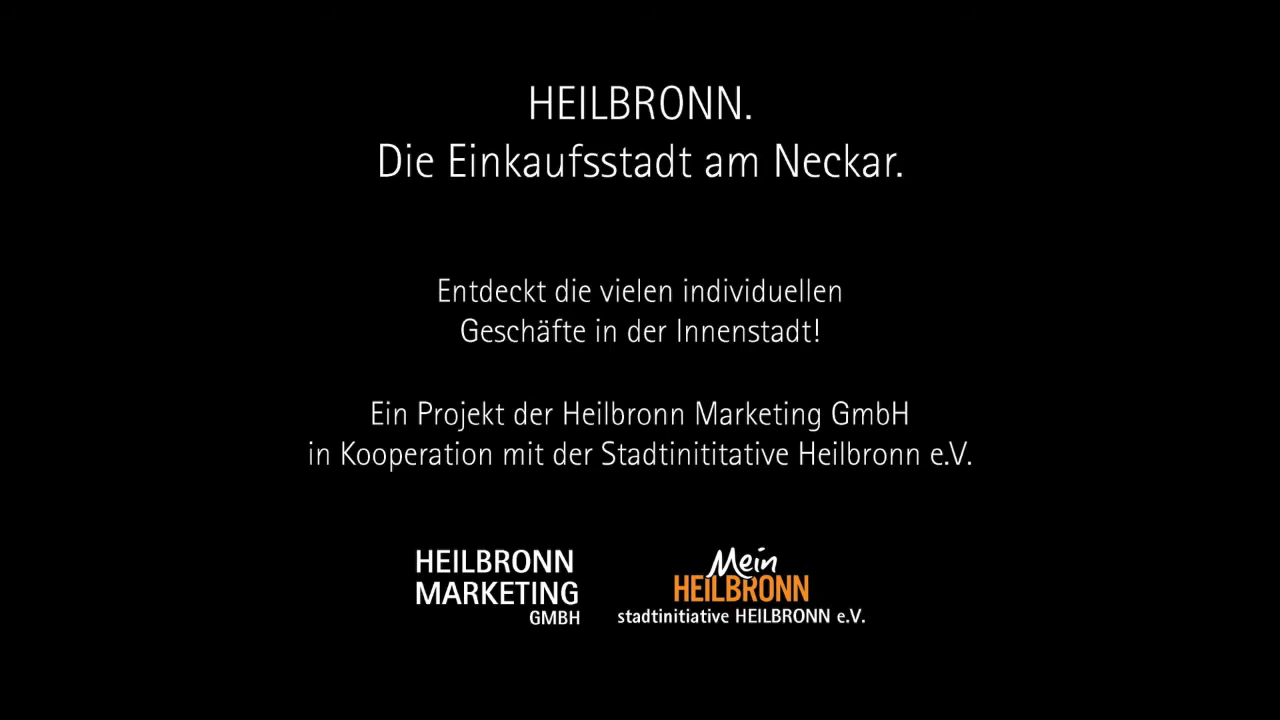 HEILBRONN.
Die Einkaufsstadt am Neckar.
Entdeckt die vielen individuellen
Geschäfte in der Innenstadt!
Ein Projekt der Heilbronn Marketing GmbH
in Kooperation mit der Stadtinititative Heilbronn e.V.
HEILBRONN
MARKETING
GMBH
Mein
HEILBRONN
stadtinitiative HEILBRONN e.V.